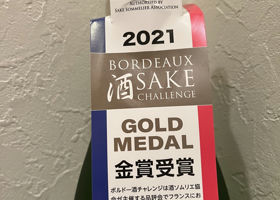 AUTHORISED BY
SAKE SOMMELIER ASSOCIATION
2021
BORDEAUX
酒 SAKE
CHALLENGE
GOLD
MEDAL
金賞受賞
ボルドー酒チャレンジは酒ソムリエ協
会が主催する品評会でフランスにお